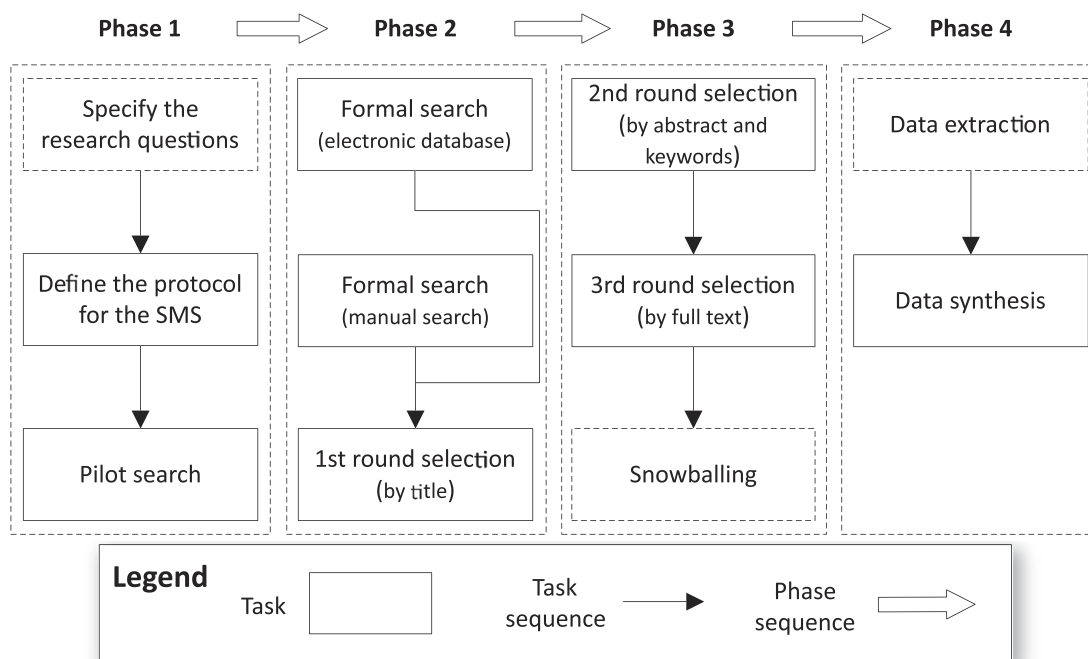 Phase 1
Phase 2
Phase 3
Phase 4
Specify the
research questions
Define the protocol
for the SMS
Pilot search
Formal search
(electronic database)
Formal search
(manual search)
1st round selection
(by title)
2nd round selection
(by abstract and
keywords)
3rd round selection
(by full text)
Snowballing
Data extraction
Data synthesis
Legend
Task
Task
sequence
Phase
sequence